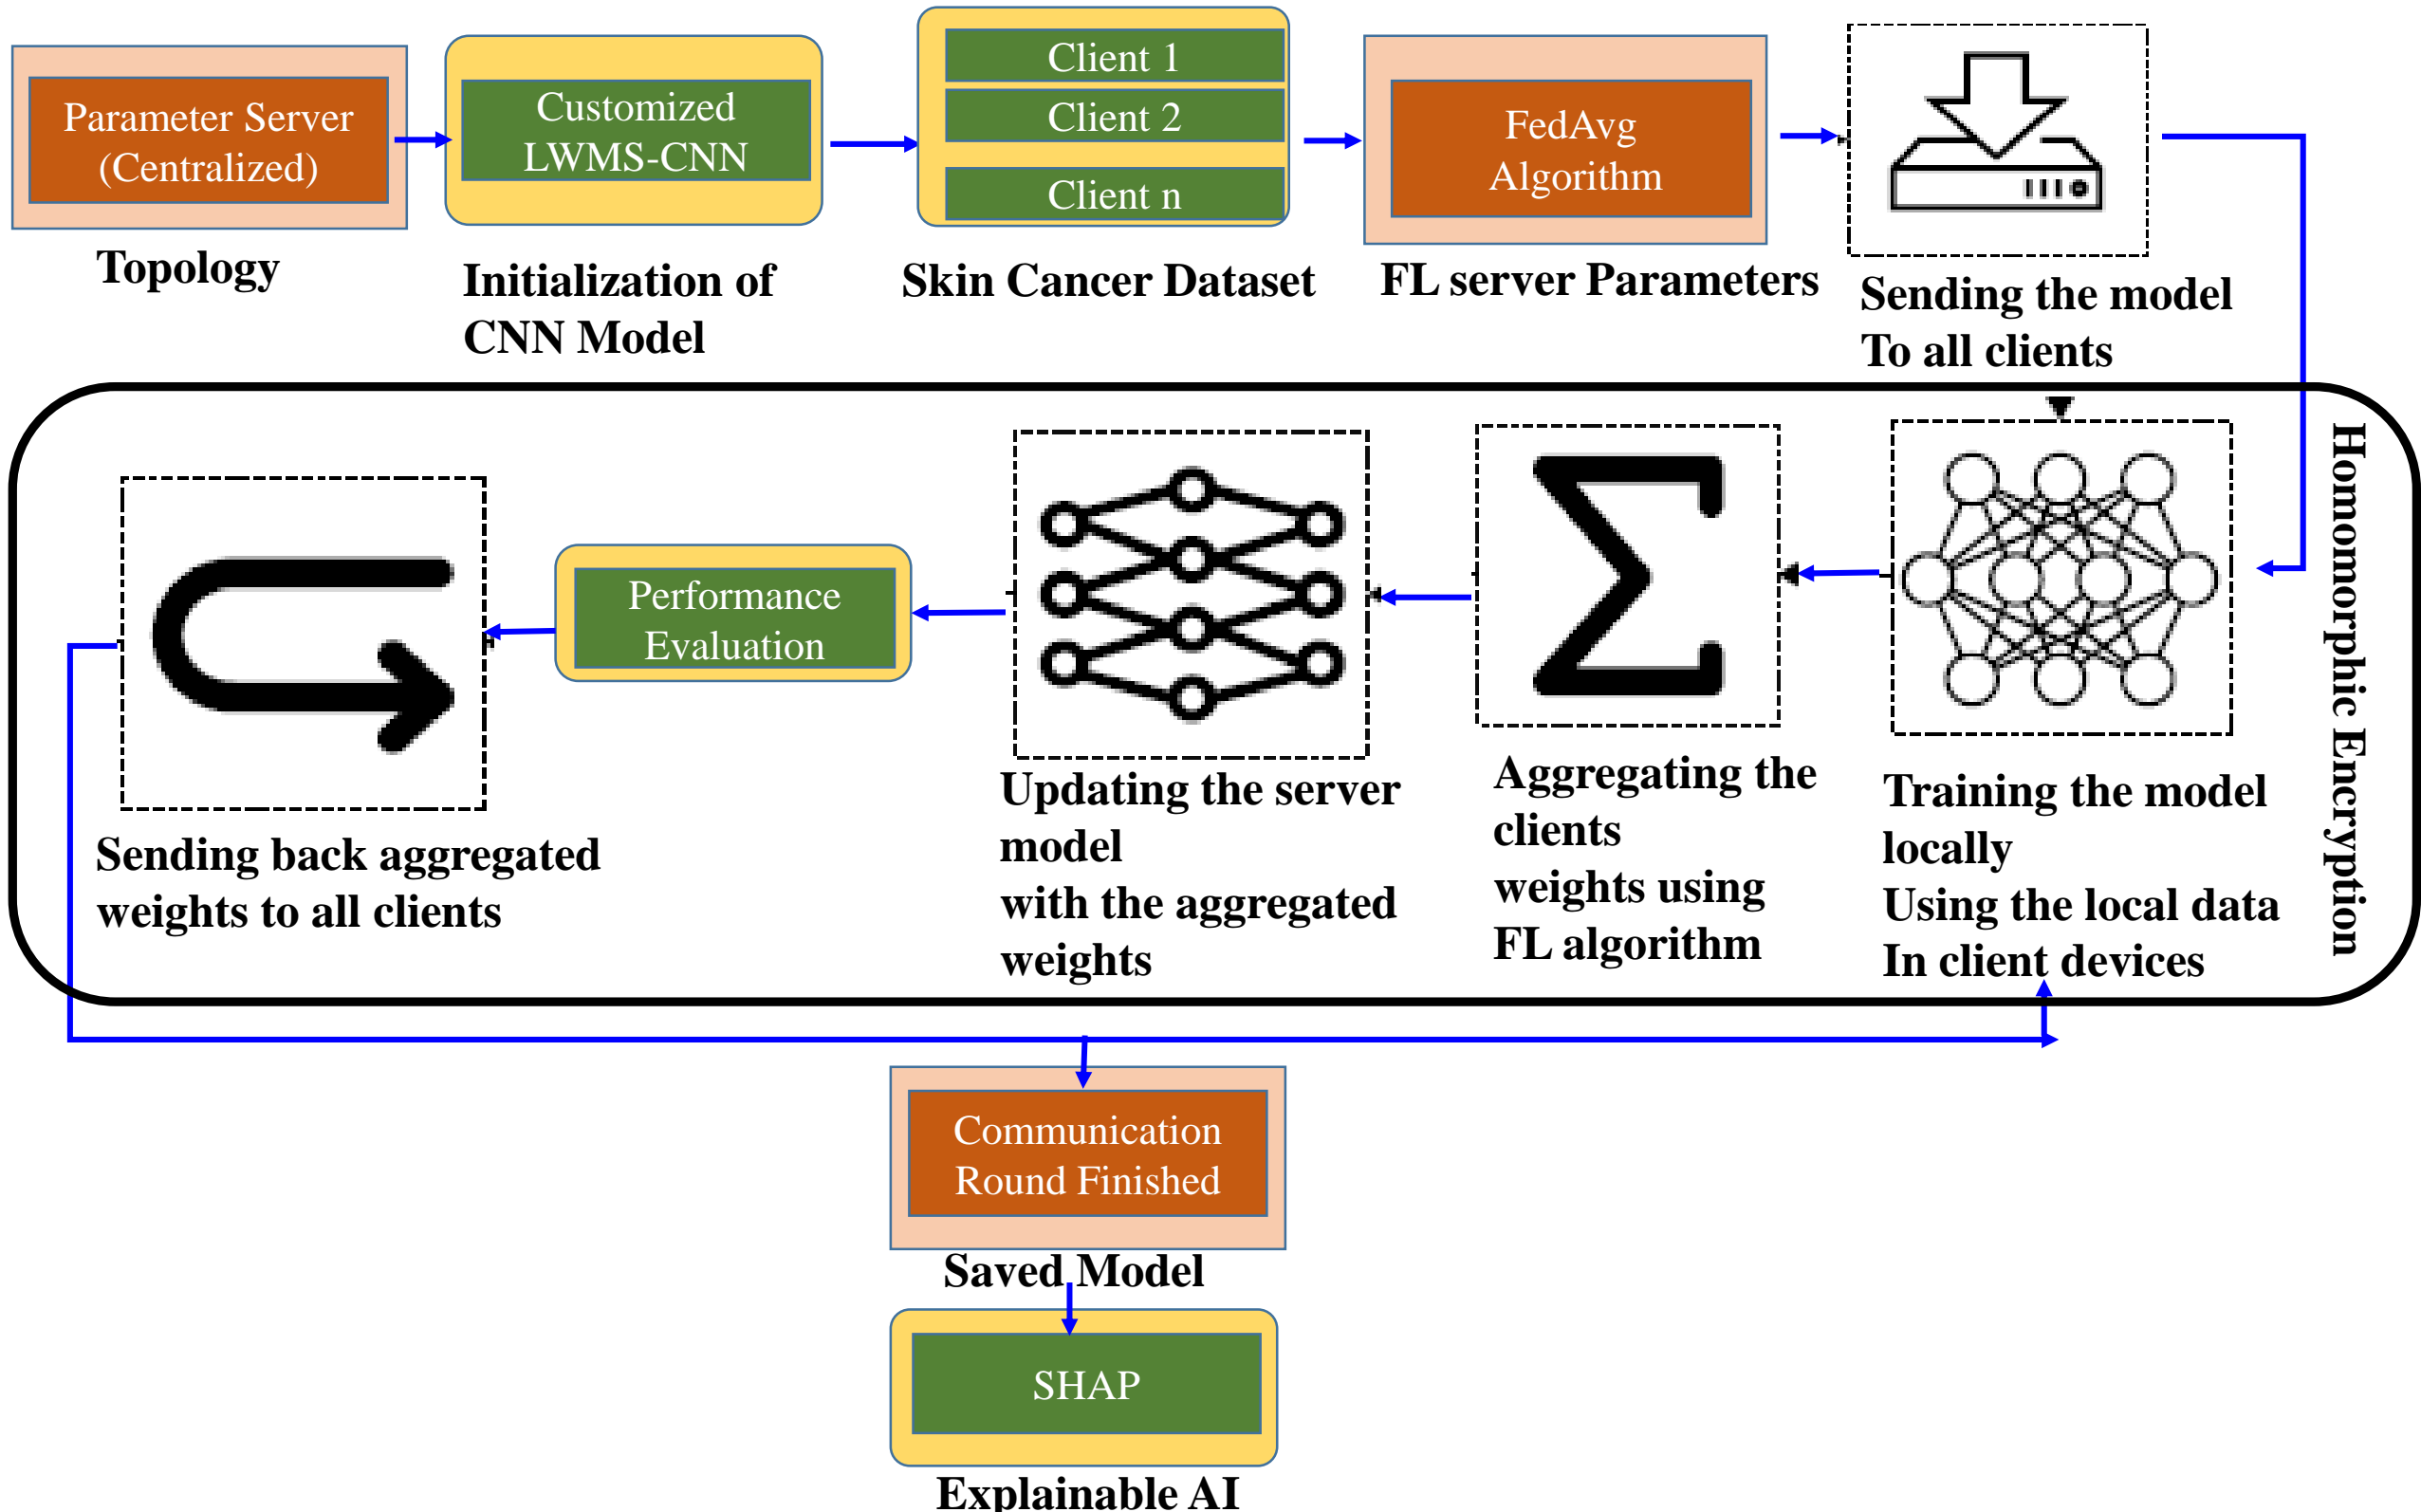 Parameter Server
(Centralized)
Topology
Customized
LWMS-CNN
Initialization of
CNN Model
Client 1
Client 2
Client n
Skin Cancer Dataset
FedAvg
Algorithm
FL server Parameters
Sending the model
To all clients
Homomorphic Encryption
Training the model
locally
Using the local data
In client devices
Aggregating the
clients
weights using
FL algorithm
Updating the server
model
with the aggregated
weights
Performance
Evaluation
Sending back aggregated
weights to all clients
Communication
Round Finished
Saved Model
SHAP
Explainable AI